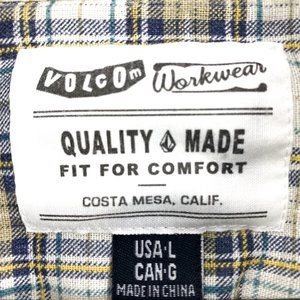 VOLCOM Workwear
QUALITY MADE
FIT FOR COMFORT
COSTA MESA, CALIF.
USA·L
CAN·G
MADE IN CHINA